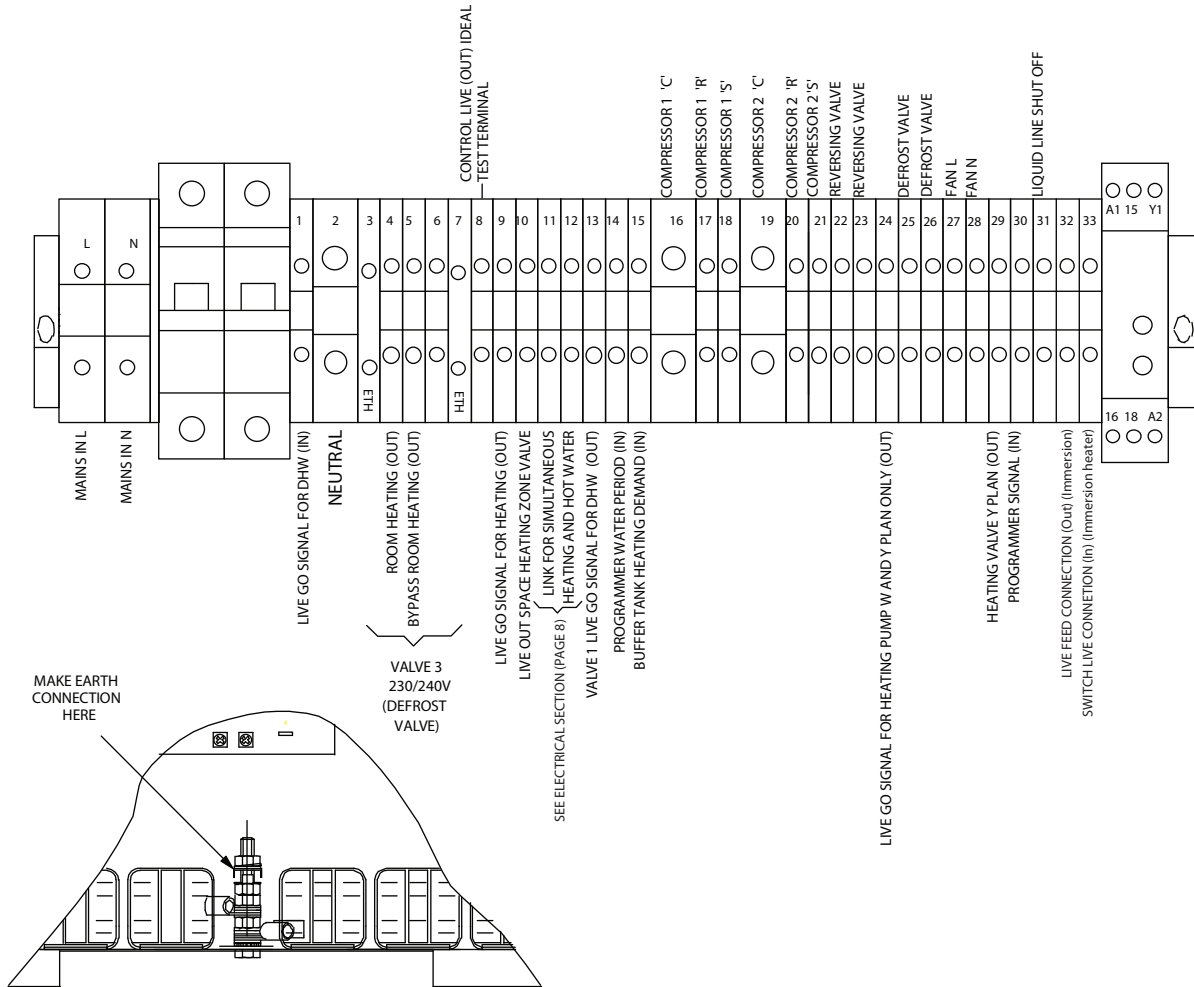 CONTROL LIVE (OUT) IDEAL
TEST TERMINAL
COMPRESSOR 1 'C'
COMPRESSOR 1 'R'
COMPRESSOR 1 'S'
COMPRESSOR 2 'C'
COMPRESSOR 2 'R'
COMPRESSOR 2 'S'
REVERSING VALVE
REVERSING VALVE
DEFROST VALVE
DEFROST VALVE
FAN L
FAN N
LIQUID LINE SHUT OFF
L
N
1
2
3
4
5
6
7
8
9
10
11
12
13
14
15
16
17
18
19
20
21
22
23
24
25
26
27
28
29
30
31
32
33
A1 15 Y1
ETH
ETH
16 18 A2
MAINS IN L
MAINS IN N
LIVE GO SIGNAL FOR DHW (IN)
NEUTRAL
ROOM HEATING (OUT)
BYPASS ROOM HEATING (OUT)
VALVE 3
230/240V
(DEFROST
VALVE)
LIVE GO SIGNAL FOR HEATING (OUT)
LIVE OUT SPACE HEATING ZONE VALVE
LINK FOR SIMULTANEOUS
HEATING AND HOT WATER
SEE ELECTRICAL SECTION (PAGE 8)
VALVE 1 LIVE GO SIGNAL FOR DHW (OUT)
PROGRAMMER WATER PERIOD (IN)
BUFFER TANK HEATING DEMAND (IN)
LIVE GO SIGNAL FOR HEATING PUMP W AND Y PLAN ONLY (OUT)
HEATING VALVE Y PLAN (OUT)
PROGRAMMER SIGNAL (IN)
LIVE FEED CONNECTION (Out) (Immersion)
SWITCH LIVE CONNETION (In) (Immersion heater)
MAKE EARTH
CONNECTION
HERE